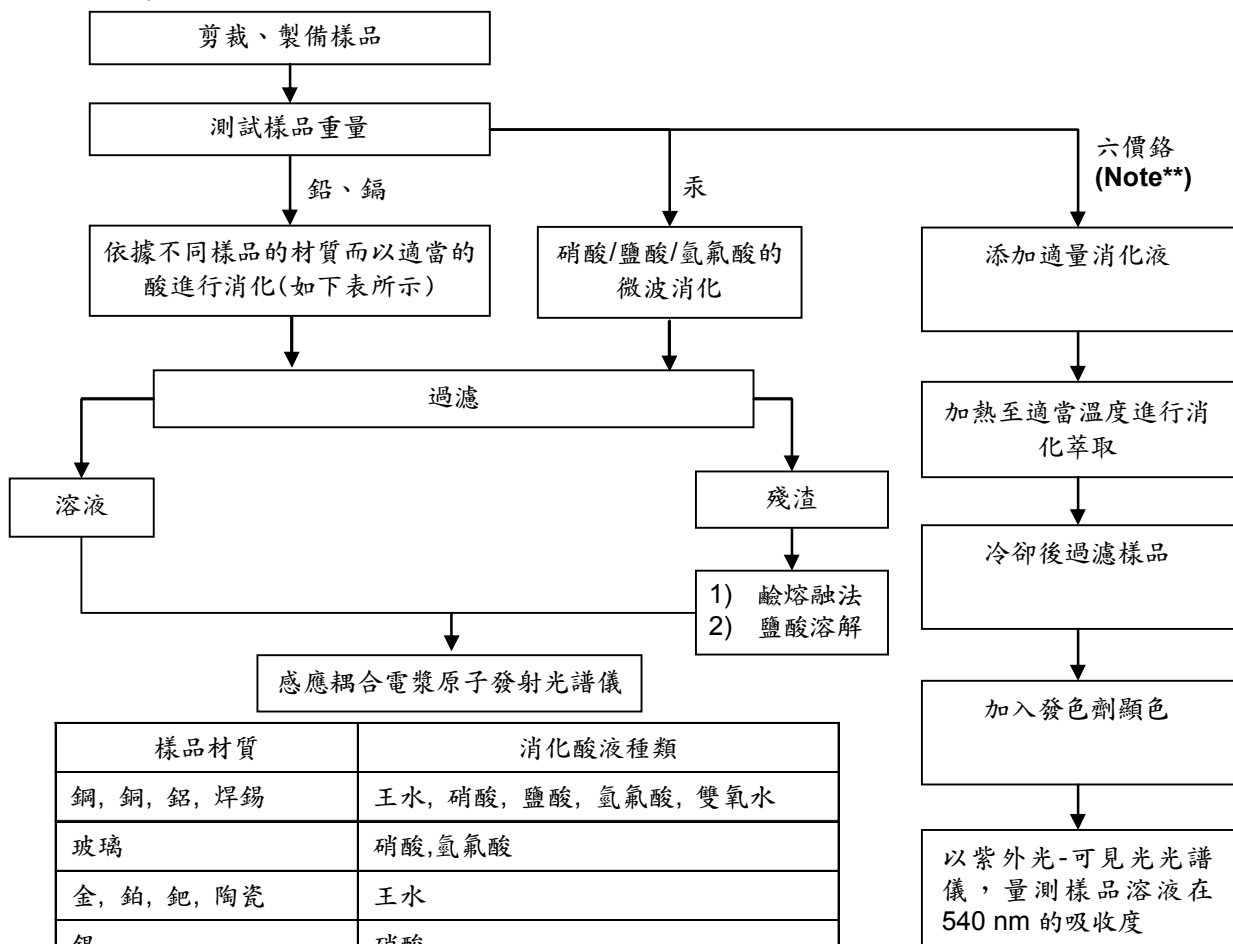 剪裁、製備樣品
測試樣品重量
鉛、鎘
汞
六價鉻
(Note**)
依據不同樣品的材質而以適當的
酸進行消化(如下表所示)
硝酸/鹽酸/氫氟酸的
微波消化
添加適量消化液
過濾
加熱至適當溫度進行消
化萃取
溶液
殘渣
冷卻後過濾樣品
1) 鹼熔融法
2) 鹽酸溶解
感應耦合電漿原子發射光譜儀
加入發色劑顯色
樣品材質 消化酸液種類
鋼, 銅, 鋁, 焊錫 王水, 硝酸, 鹽酸, 氫氟酸, 雙氧水
玻璃 硝酸,氫氟酸
金, 鉑, 鈀, 陶瓷 王水
硝酸
以紫外光-可見光光譜
儀，量測樣品溶液在
540 nm 的吸收度